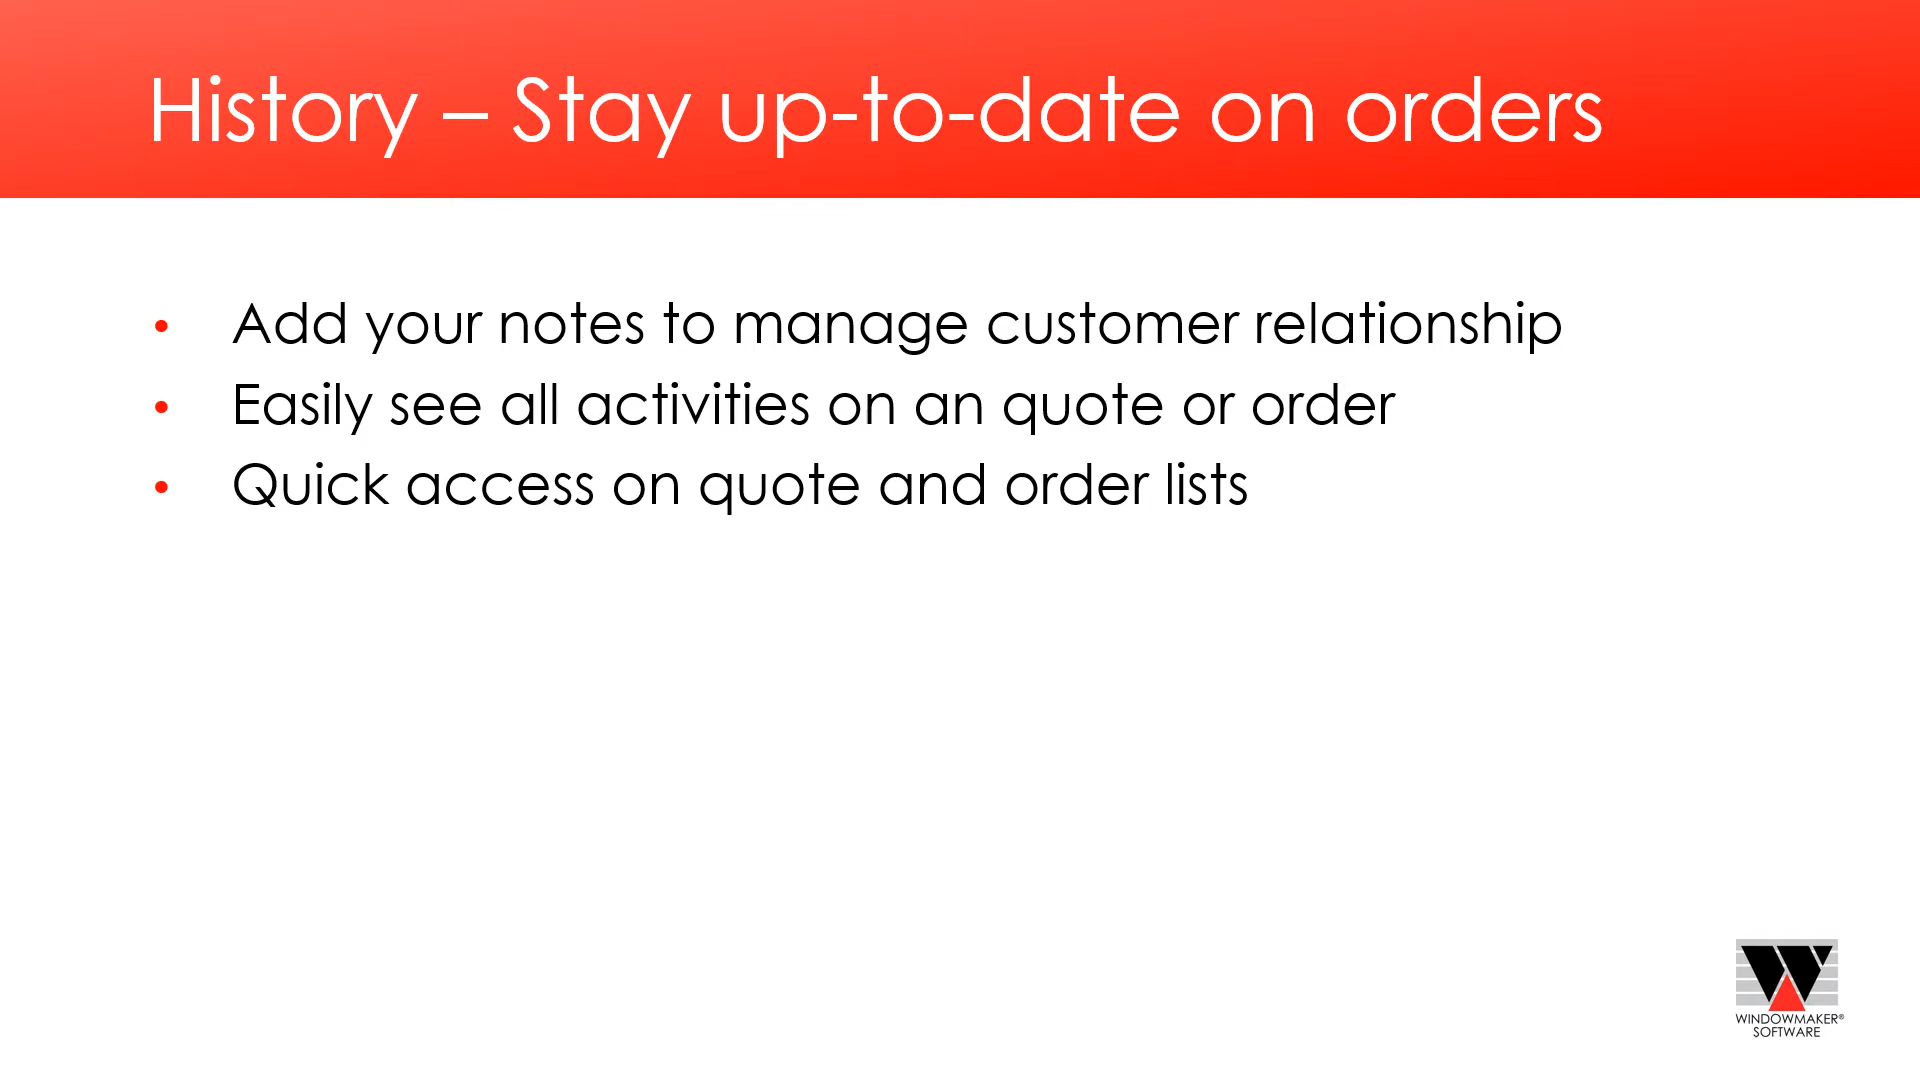 History – Stay up-to-date on orders
• Add your notes to manage customer relationship
• Easily see all activities on an quote or order
• Quick access on quote and order lists
WINDOWMAKER®
SOFTWARE